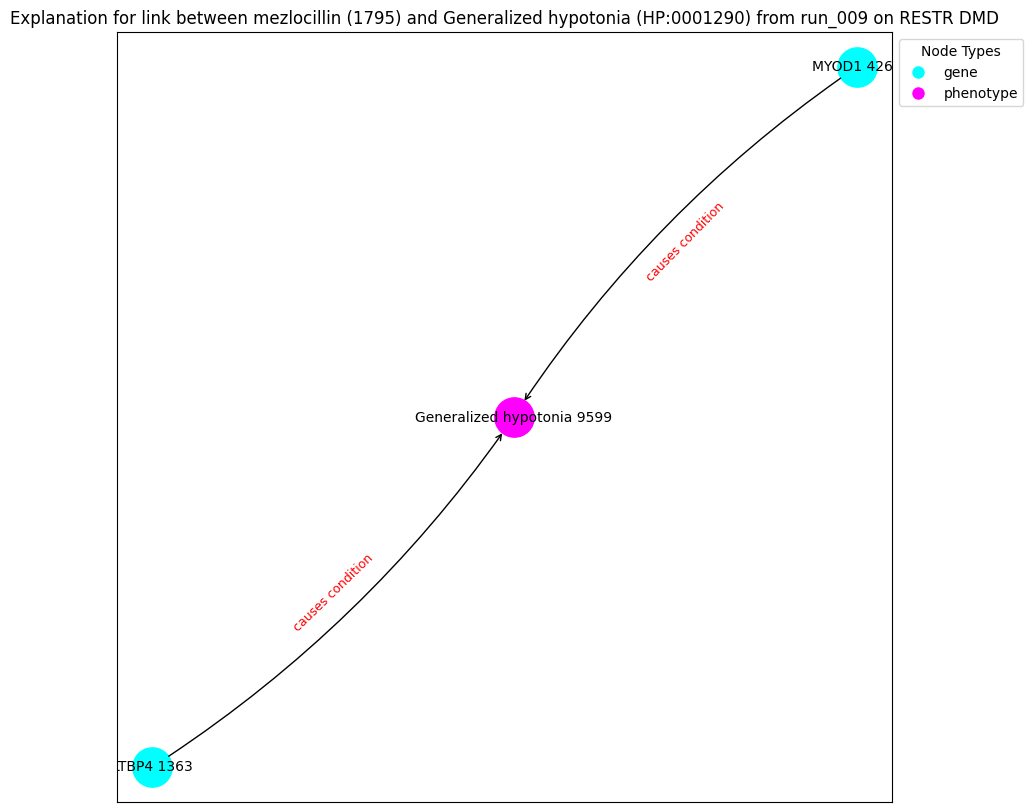 Explanation for link between mezlocillin (1795) and Generalized hypotonia (HP:0001290) from run_009 on RESTR DMD
Node Types
gene
phenotype
MYOD1 426
causes condition
Generalized hypotonia 9599
causes condition
TBP4 1363